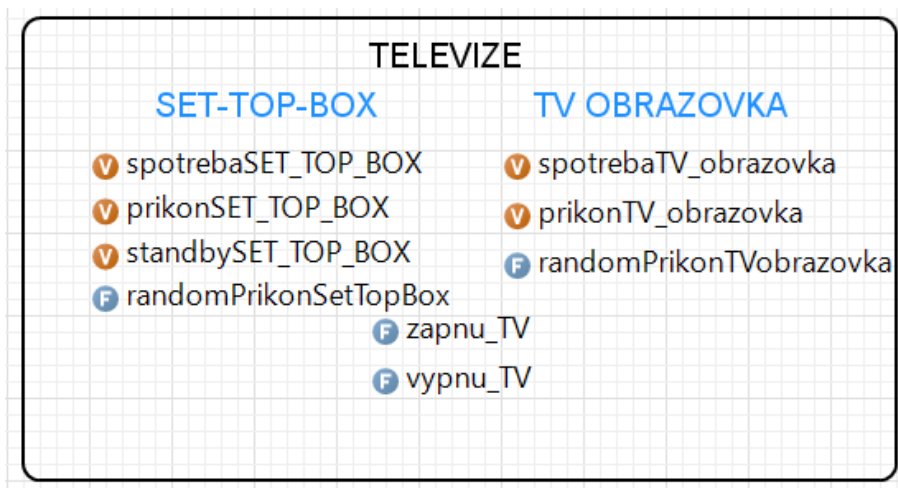 TELEVIZE
SET-TOP-BOX
V spotrebaSET_TOP_BOX
V prikonSET_TOP_BOX
V standbySET_TOP_BOX
F randomPrikonSetTopBox
TV OBRAZOVKA
V spotrebaTV_obrazovka
V prikonTV_obrazovka
F randomPrikonTVobrazovka
F zapnu_TV
F vypnu_TV